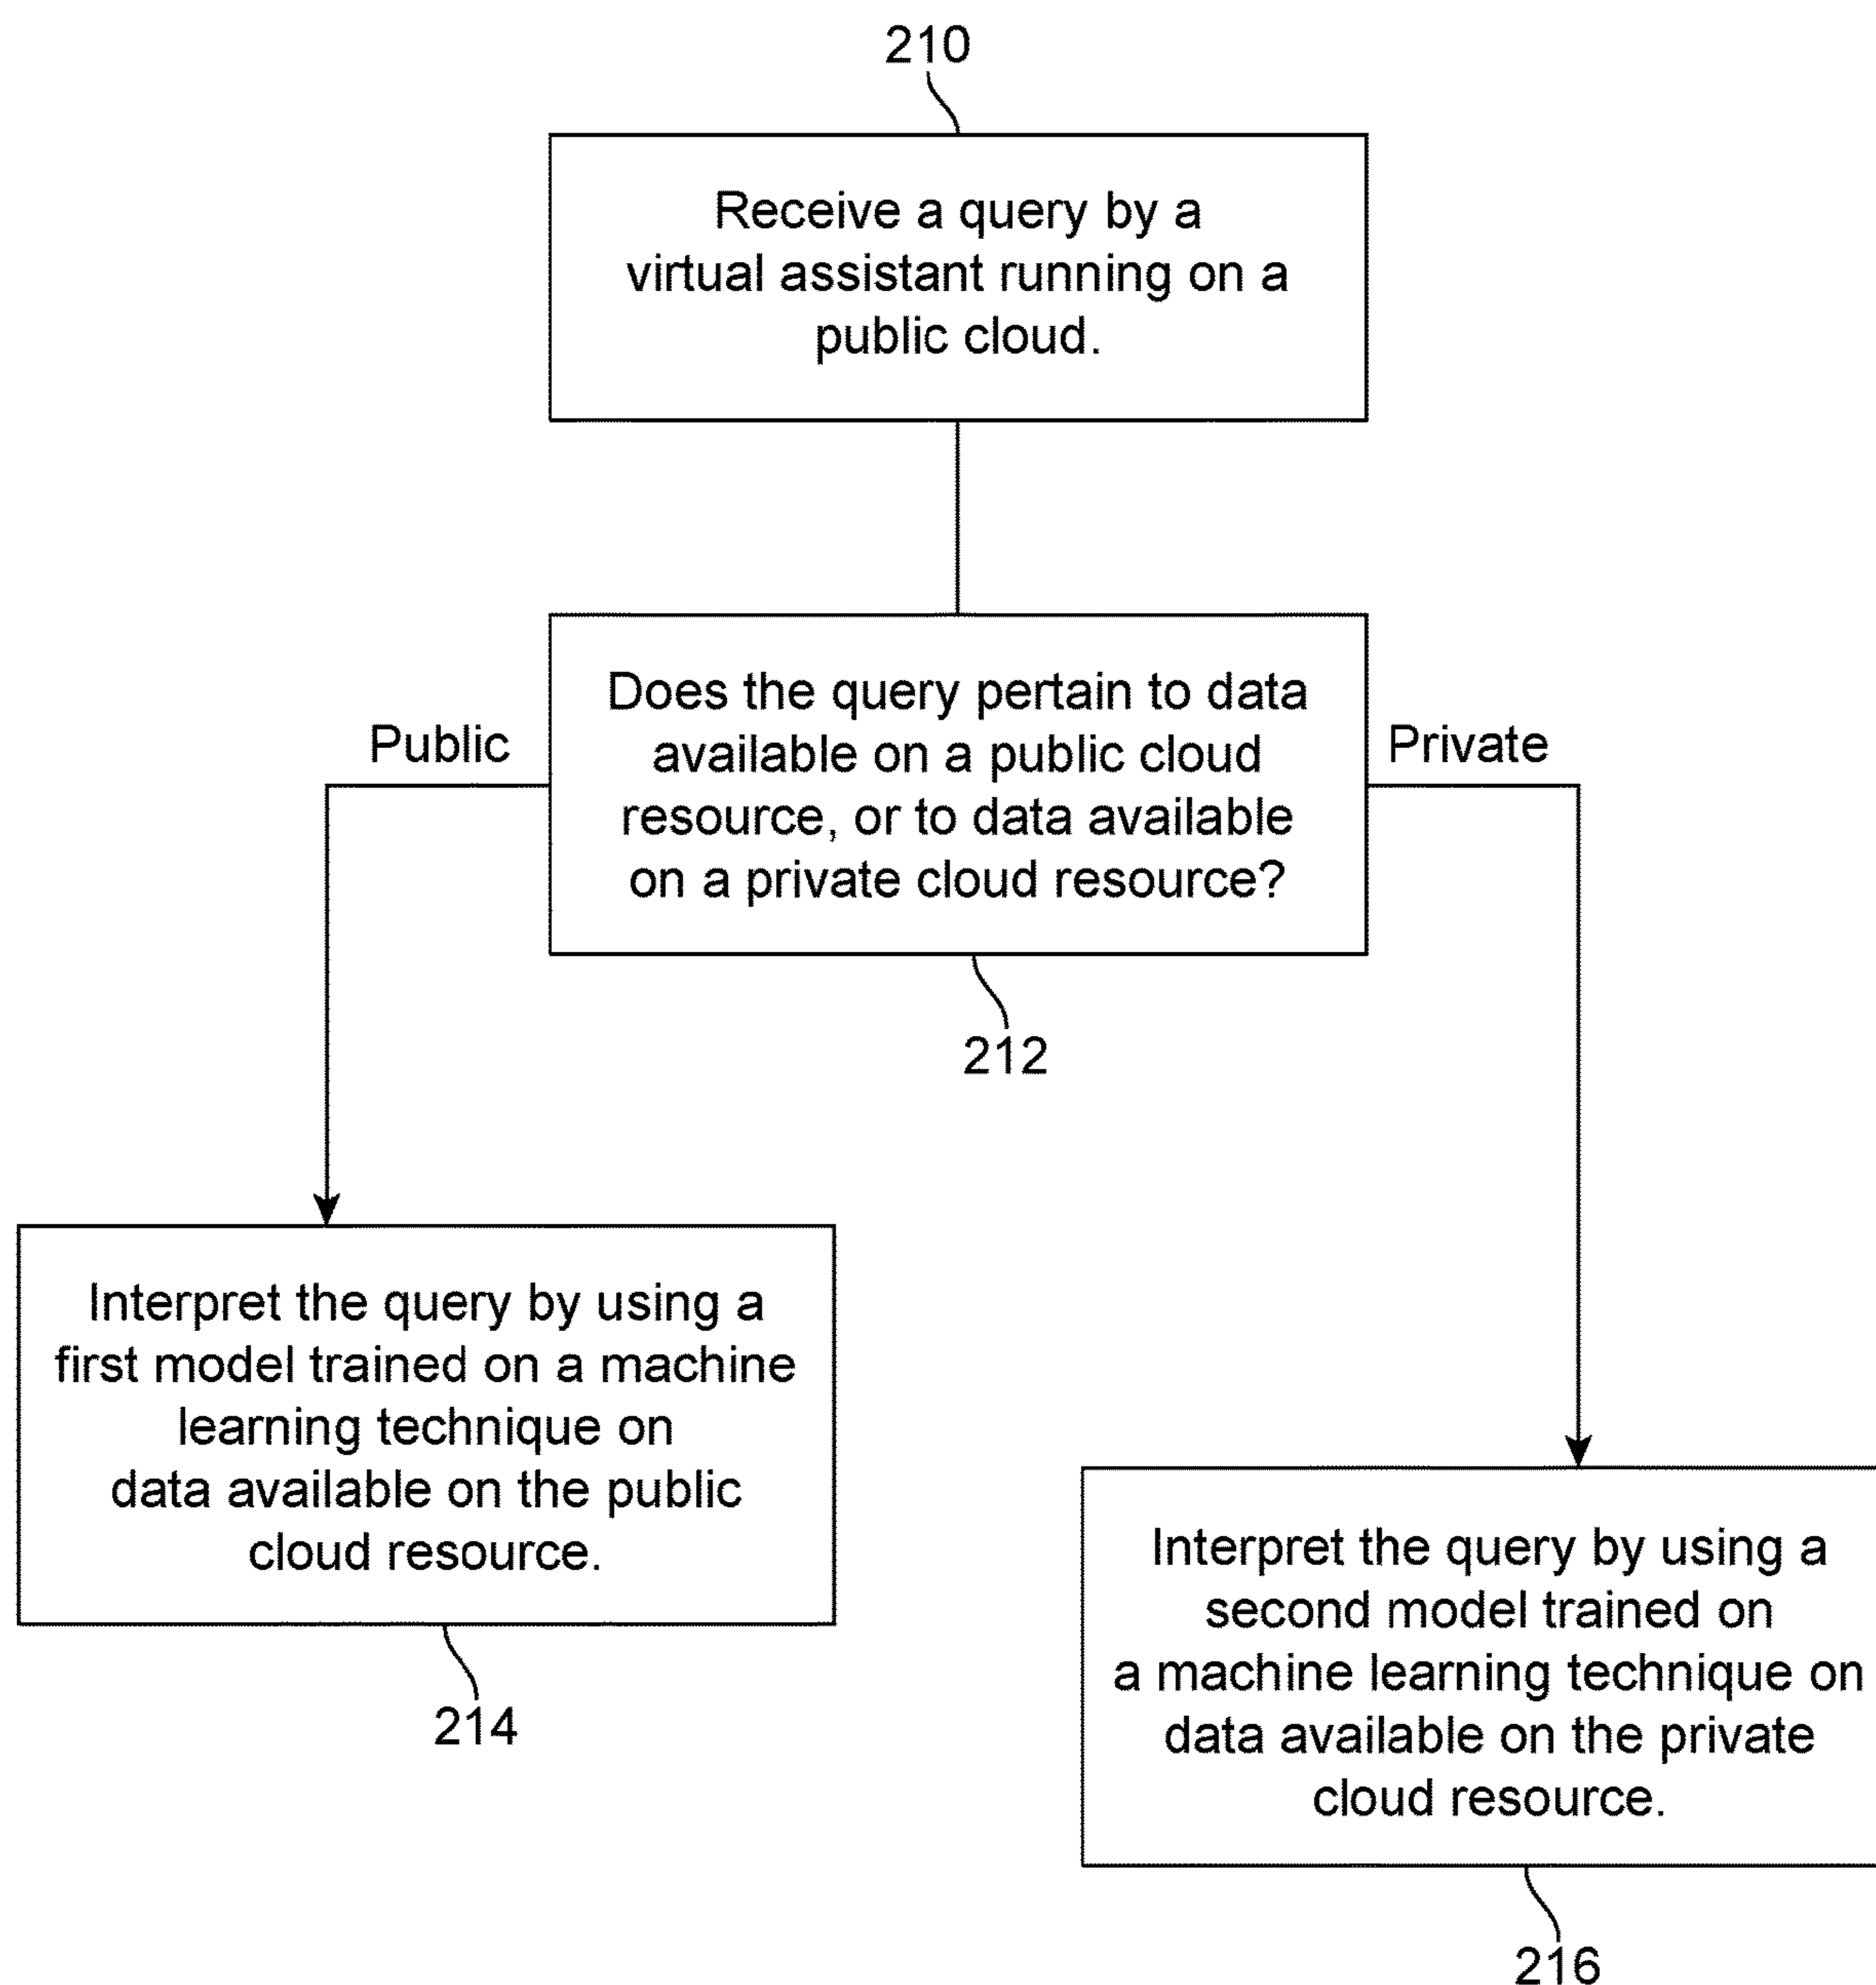 210
Receive a query by a
virtual assistant running on a
public cloud.
Does the query pertain to data
available on a public cloud
resource, or to data available
on a private cloud resource?
Public
Private
212
Interpret the query by using a
first model trained on a machine
learning technique on
data available on the public
cloud resource.
214
Interpret the query by using a
second model trained on
a machine learning technique on
data available on the private
cloud resource.
216